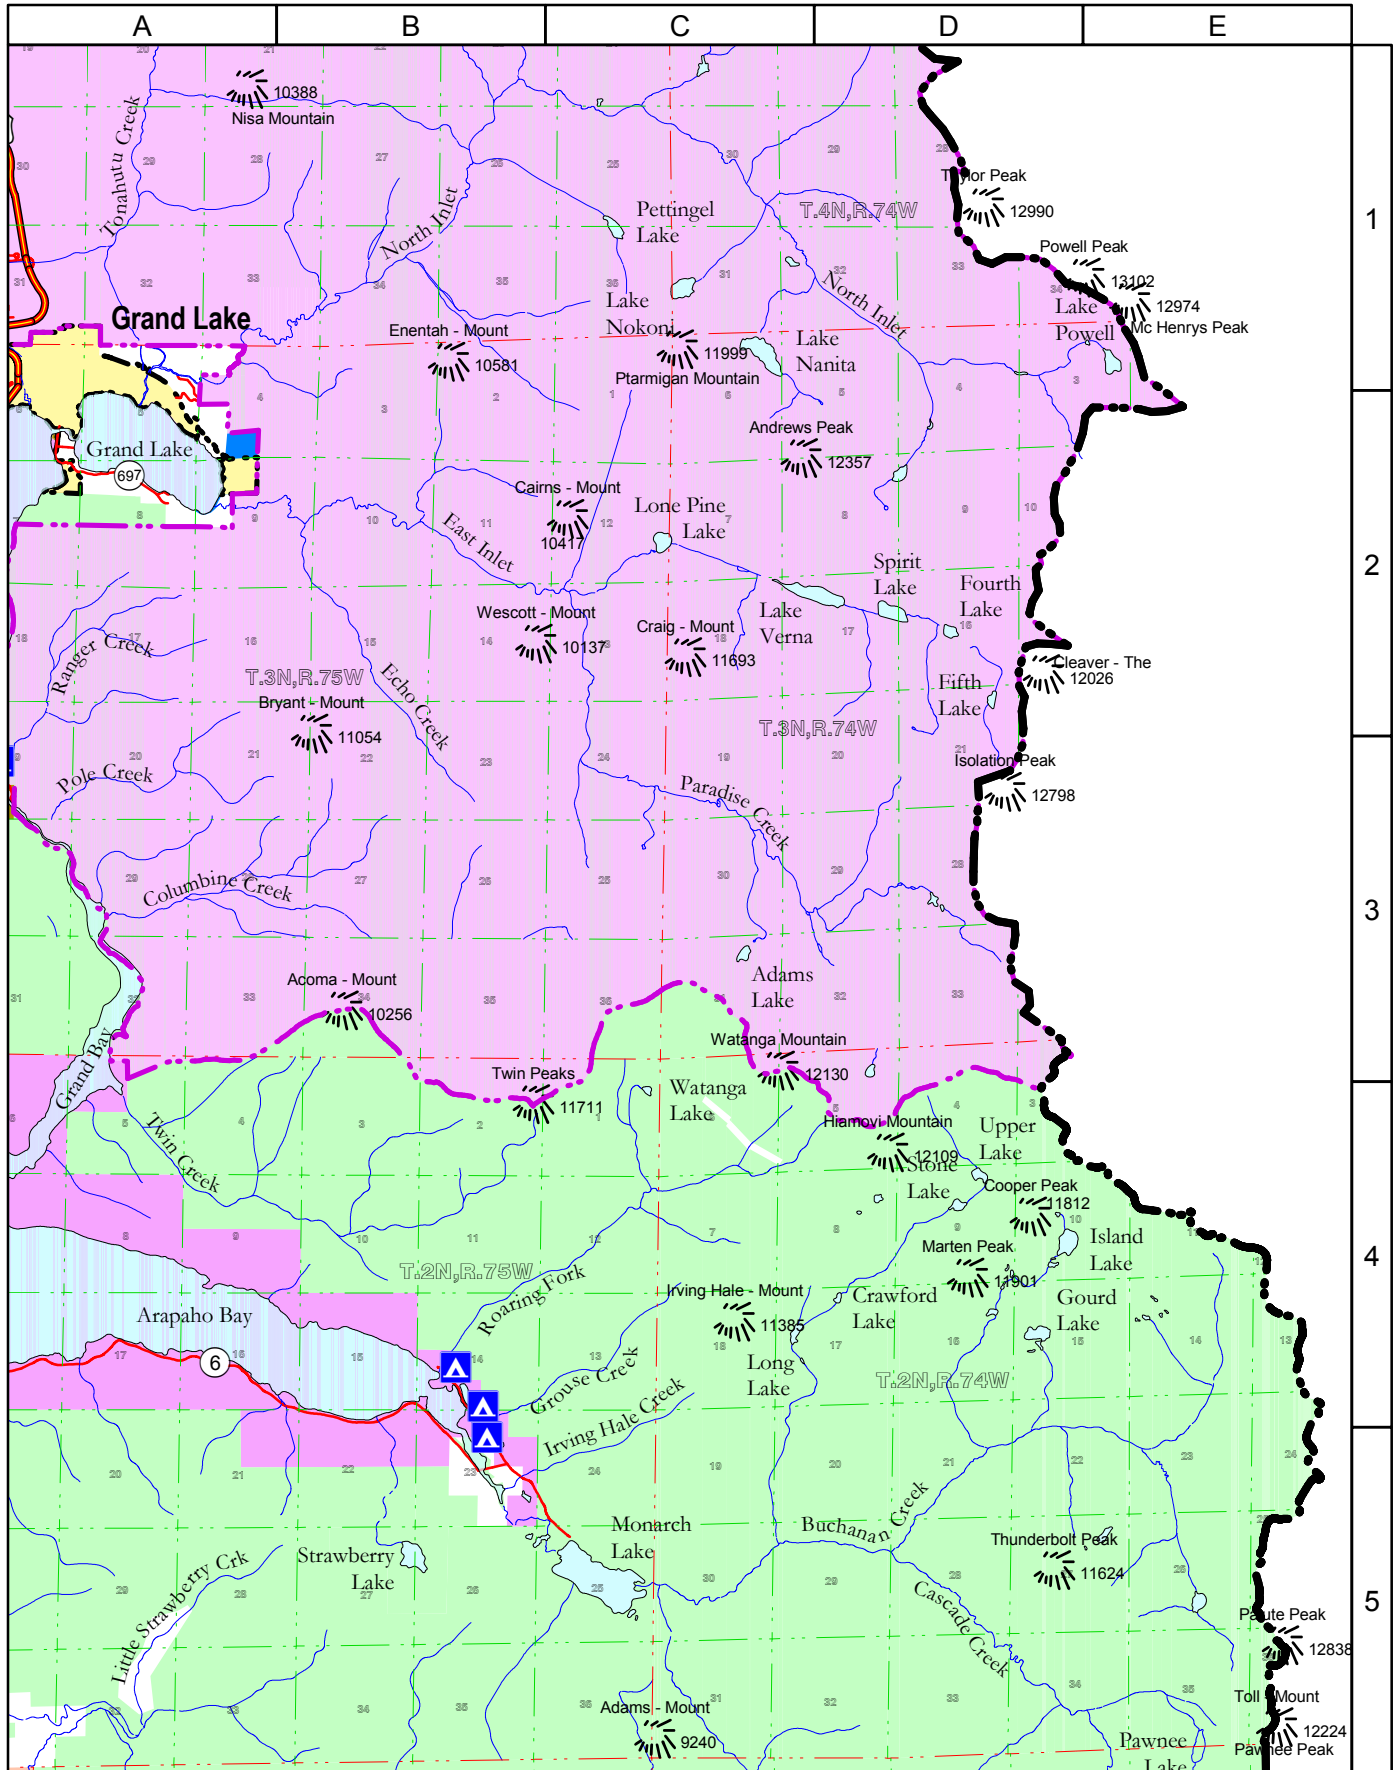 A B C D E
1
2
3
4
5
10388
Nisa Mountain
Tonahutu Creek
North Inlet
Pettingel
Lake
T.4N,R.74W
Taylor Peak
12990
Powell Peak
13102
12974
Mc Henrys Peak
Lake
Powell
North Inlet
Grand Lake
Enentah - Mount
10581
Lake
Nokoni
11999
Ptarmigan Mountain
Lake
Nanita
Grand Lake
697
Andrews Peak
12357
Cairns - Mount
10417
Lone Pine
Lake
East Inlet
Spirit
Lake
Fourth
Lake
Lake
Verna
Wescott - Mount
10137
Craig - Mount
11693
Cleaver - The
12026
Fifth
Lake
Ranger Creek
T.3N,R.75W
Bryant - Mount
11054
Echo Creek
T.3N,R.74W
Isolation Peak
12798
Pole Creek
Paradise Creek
Columbine Creek
Acoma - Mount
10256
Adams
Lake
Grand Bay
Watanga Mountain
12130
Twin Peaks
11711
Watanga
Lake
Hiamovi Mountain
12109
Upper
Lake
Stone
Lake
Twin Creek
Cooper Peak
11812
Island
Lake
Marten Peak
11901
T.2N,R.75W
Roaring Fork
Irving Hale - Mount
11385
Crawford
Lake
Gourd
Lake
Arapaho Bay
6
Long
Lake
T.2N,R.74W
Grouse Creek
Irving Hale Creek
Monarch
Lake
Buchanan Creek
Thunderbolt Peak
11624
Strawberry
Lake
Little Strawberry Crk
Cascade Creek
Paiute Peak
12838
Adams - Mount
9240
Toll - Mount
12224
Pawnee Peak
Pawnee
Lake